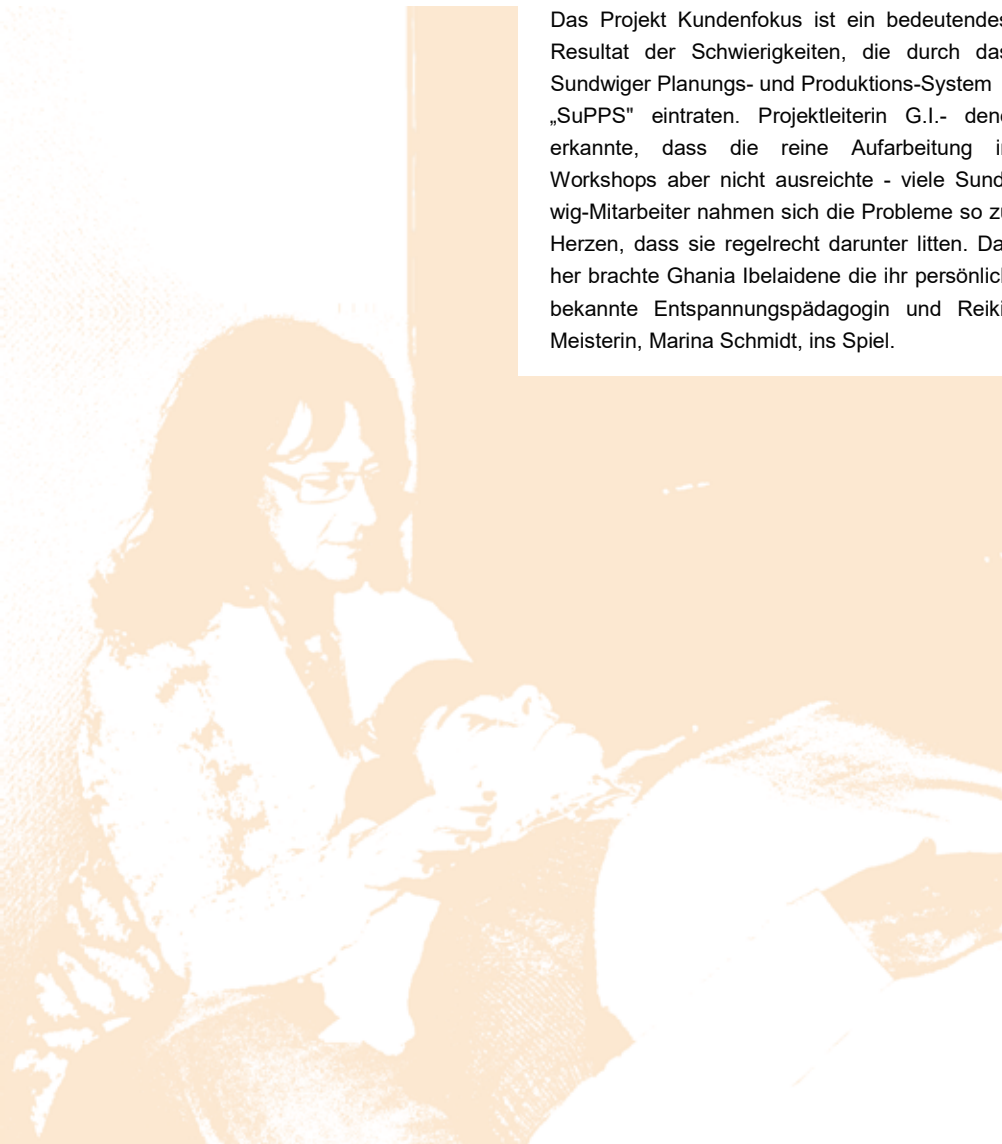 Das Projekt Kundenfokus ist ein bedeutendes
Resultat der Schwierigkeiten, die durch das
Sundwiger Planungs- und Produktions-System
„SuPPS" eintraten. Projektleiterin G.I.- dene
erkannte, dass die reine Aufarbeitung in
Workshops aber nicht ausreichte - viele Sund
wig-Mitarbeiter nahmen sich die Probleme so zu
Herzen, dass sie regelrecht darunter litten. Da
her brachte Ghania Ibelaidene die ihr persönlich
bekannte Entspannungspädagogin und Reiki
Meisterin, Marina Schmidt, ins Spiel.